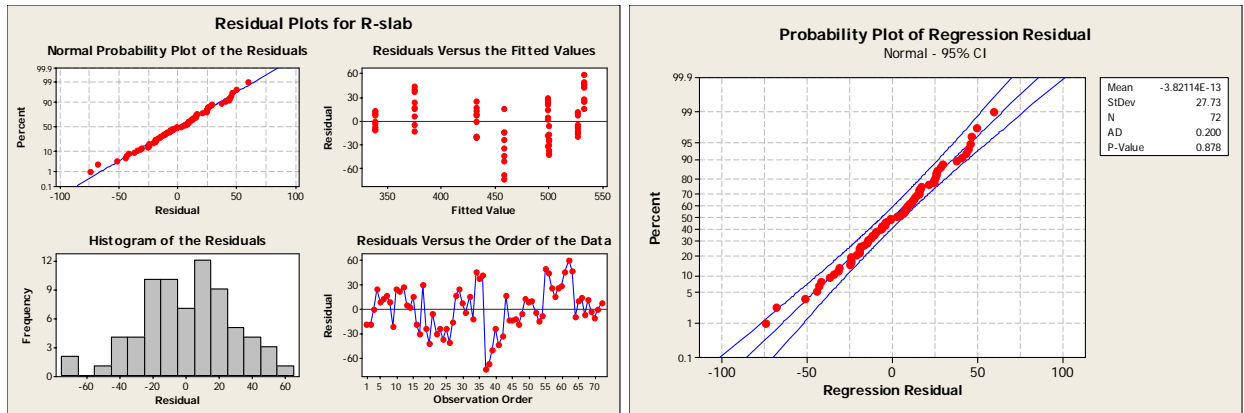 Residual Plots for R-slab
Normal Probability Plot of the Residuals
Percent
99.9
99
90
50
10
1
0.1
-100 -50 0 50 100
Residual
Residuals Versus the Fitted Values
Residual
60
30
0
-30
-60
350 400 450 500 550
Fitted Value
Histogram of the Residuals
Frequency
12
9
6
3
0
-60 -40 -20 0 20 40 60
Residual
Residuals Versus the Order of the Data
Residual
60
30
0
-30
-60
1 5 10 15 20 25 30 35 40 45 50 55 60 65 70
Observation Order
Probability Plot of Regression Residual
Normal - 95% CI
Percent
99.9
99
95
90
80
70
60
50
40
30
20
10
5
1
0.1
-100 -50 0 50 100
Regression Residual
Mean -3.82114E-13
StDev 27.73
N 72
AD 0.200
P-Value 0.878